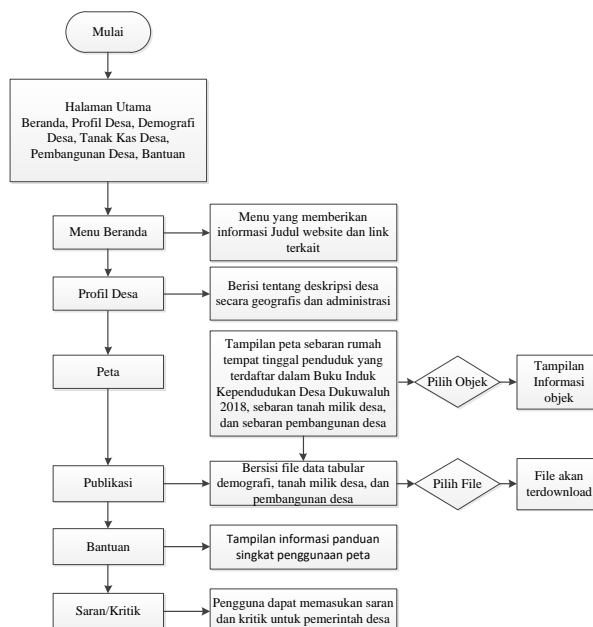 Mulai
Halaman Utama
Beranda, Profil Desa, Demografi
Desa, Tanak Kas Desa,
Pembangunan Desa, Bantuan
Menu Beranda
Menu yang memberikan
informasi Judul website dan link
terkait
Profil Desa
Berisi tentang deskripsi desa
secara geografis dan administrasi
Peta
Tampilan peta sebaran rumah
tempat tinggal penduduk yang
terdaftar dalam Buku Induk
Kependudukan Desa Dukuwaluh
2018, sebaran tanah milik desa,
dan sebaran pembangunan desa
Pilih Objek
Tampilan
Informasi
objek
Publikasi
Bersisi file data tabular
demografi, tanah milik desa, dan
pembangunan desa
Pilih File
File akan
terdownload
Bantuan
Tampilan informasi panduan
singkat penggunaan peta
Saran/Kritik
Pengguna dapat memasukan saran
dan kritik untuk pemerintah desa